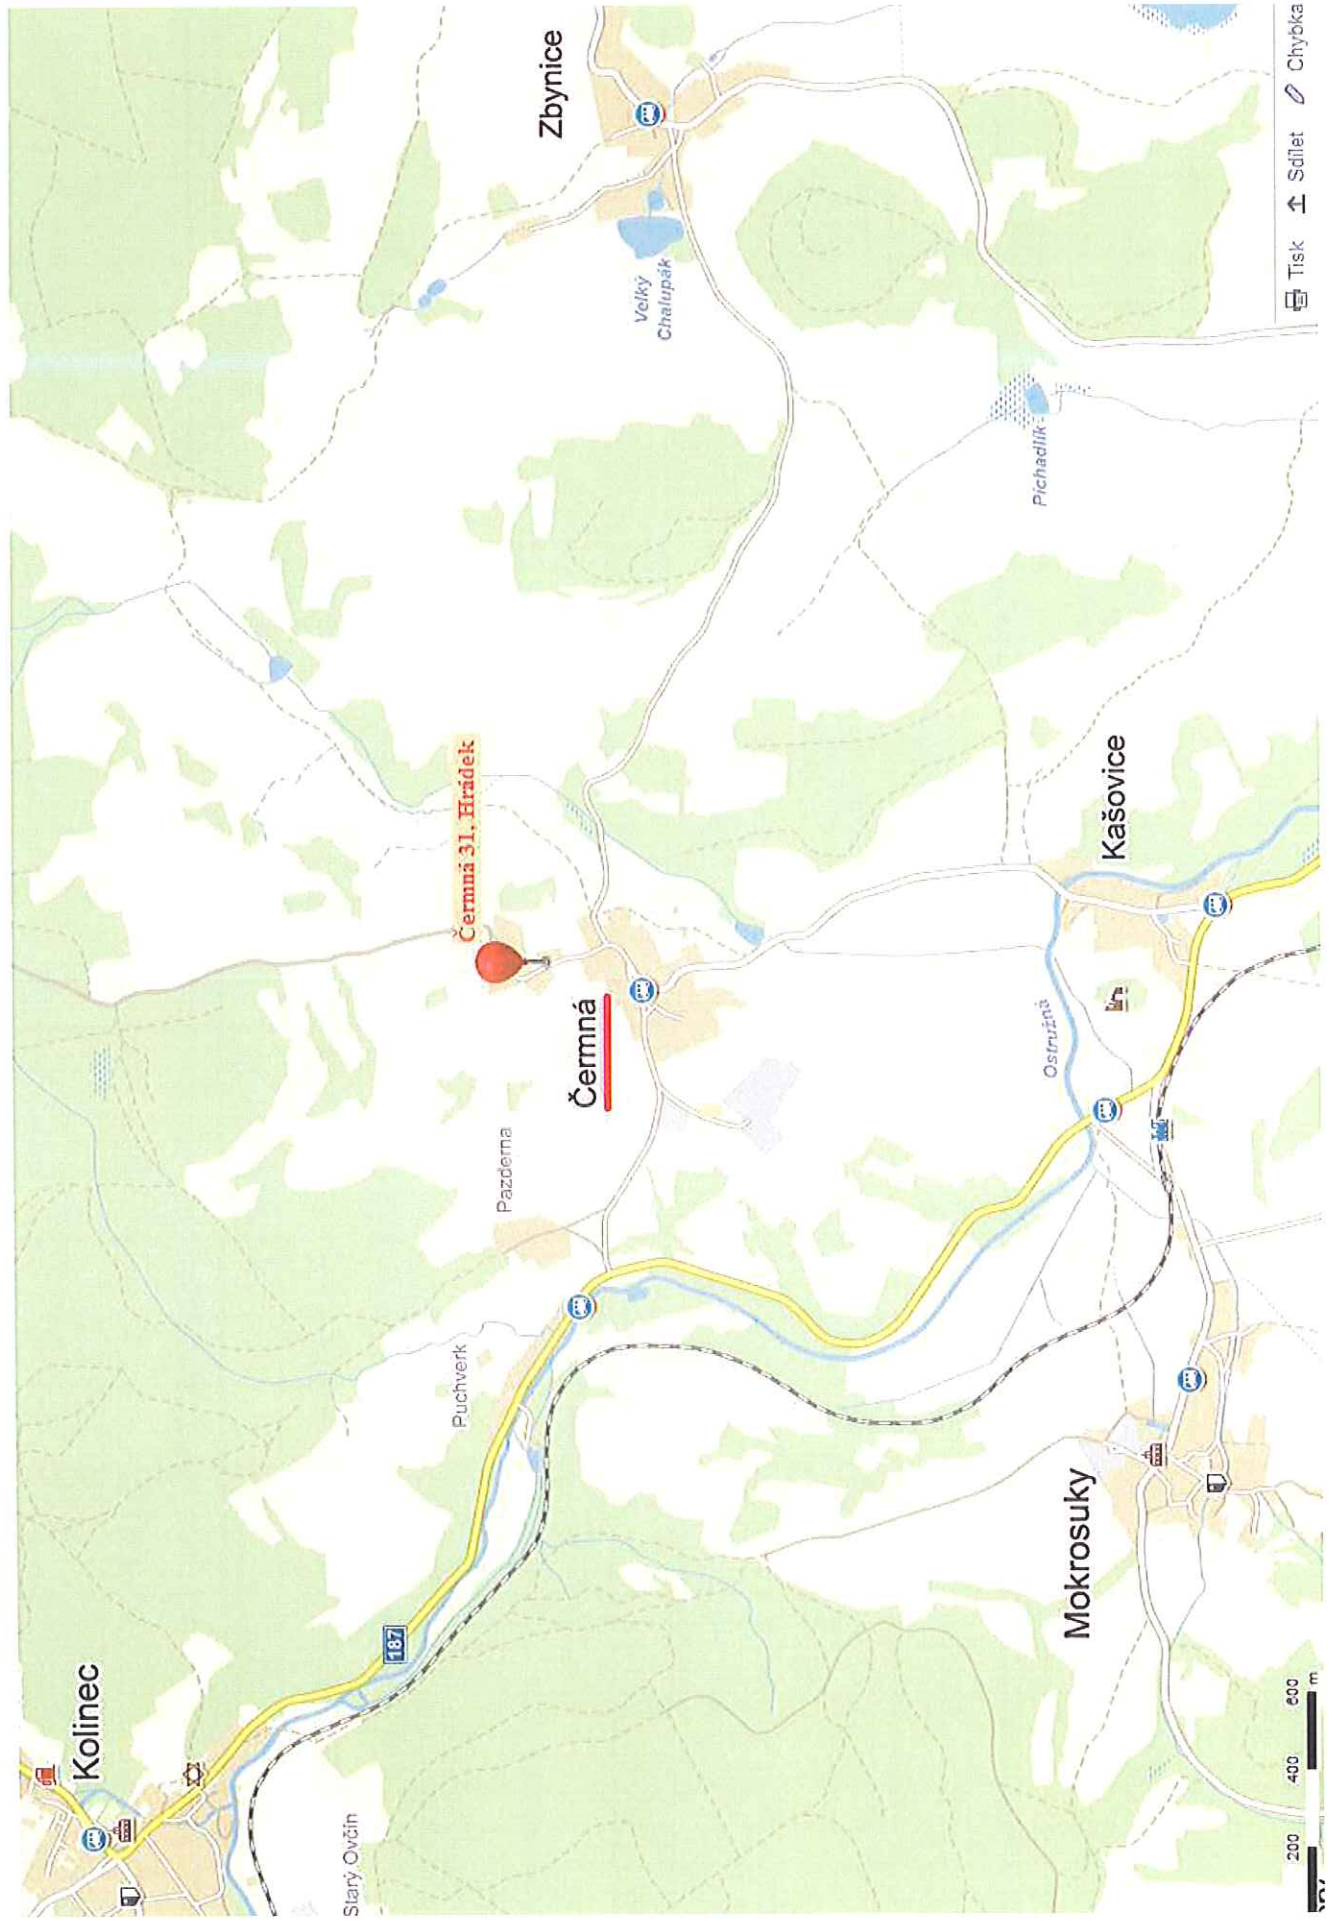 Kolinec
Starý Ovčín
187
Puchverk
Pazderna
Čermná
Čermná 31, Hrádek
Zbynice
Velký
Chalupák
Mokrosuky
Ostružná
Kašovice
Pichadlík
200 400 600
m
Tisk Sdílet Chybka